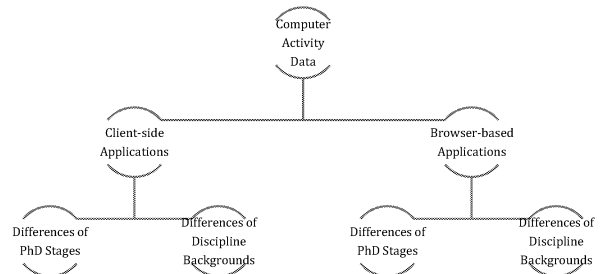 Computer
Activity
Data
Client-side
Applications
Browser-based
Applications
Differences of
PhD Stages
Differences of
Discipline
Backgrounds
Differences of
PhD Stages
Differences of
Discipline
Backgrounds